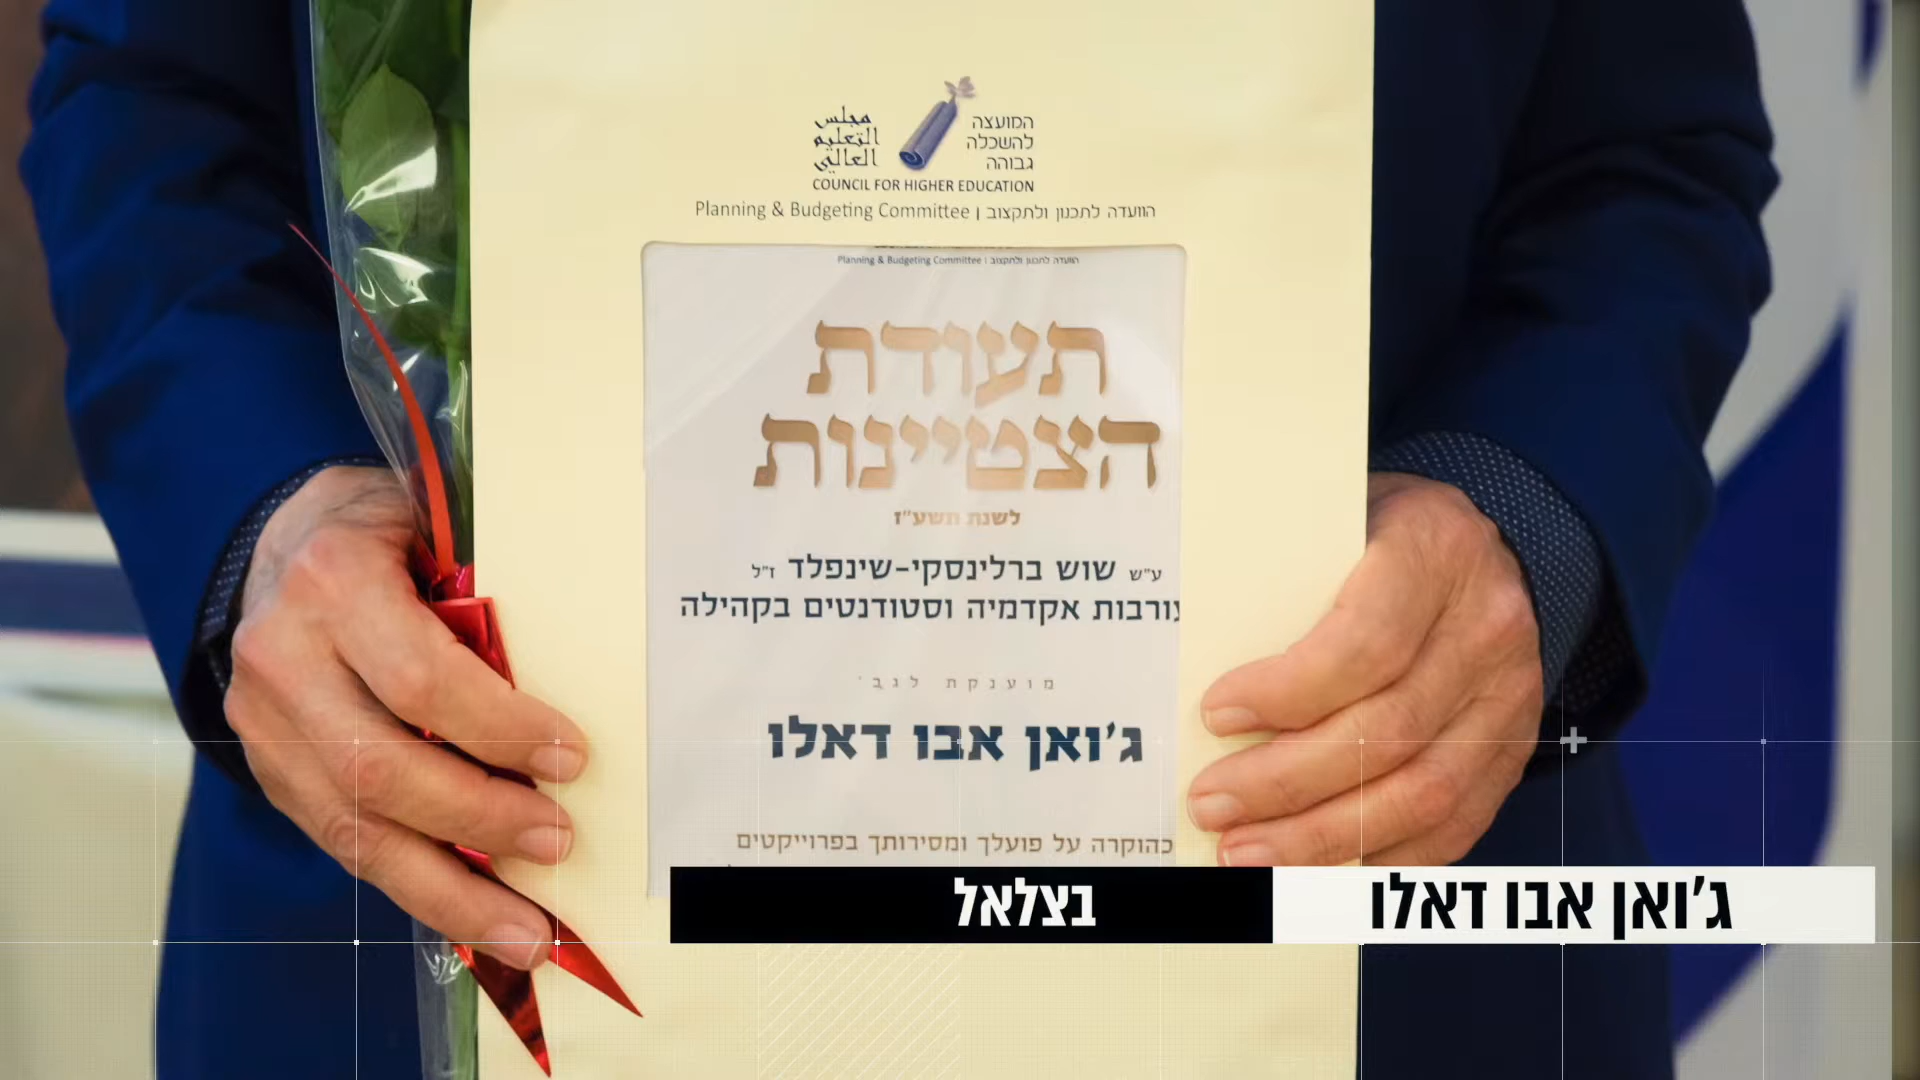 مجلس
التعليم
العالي
המועצה
להשכלה
גבוהה
COUNCIL FOR HIGHER EDUCATION
Planning & Budgeting Committee | הוועדה לתכנון ולתקצוב
Planning & Budgeting Committee | הוועדה לתכנון ולתקצוב
תעודת
הצטיינות
לשנת תשע"ז
ע"ש שוש ברלינסקי-שינפלד ז"ל
עורבות אקדמיה וסטודנטים בקהילה
מוענקת לגב'
ג'ואן אבו דאלו
כהוקרה על פועלך ומסירותך בפרוייקטים
ג'ואן אבו דאלו
בצלאל